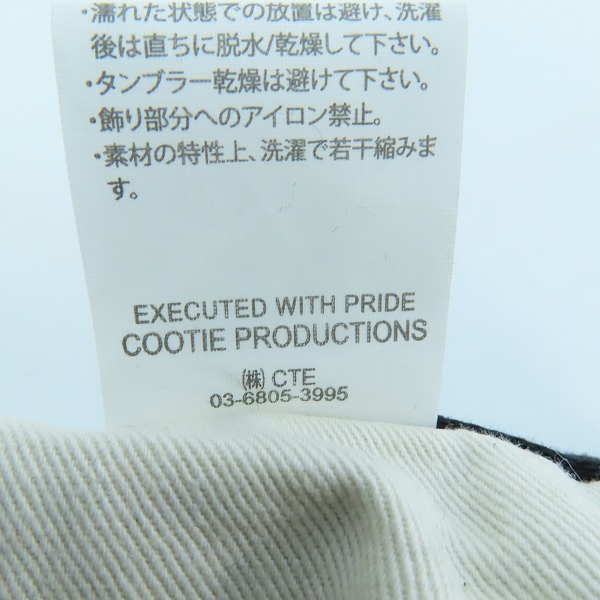 ・濡れた状態での放置は避け、洗濯
後は直ちに脱水/乾燥して下さい。
・タンブラー乾燥は避けて下さい。
・飾り部分へのアイロン禁止。
・素材の特性上、洗濯で若干縮みま
す。
EXECUTED WITH PRIDE
COOTIE PRODUCTIONS
㈱ CTE
03-6805-3995